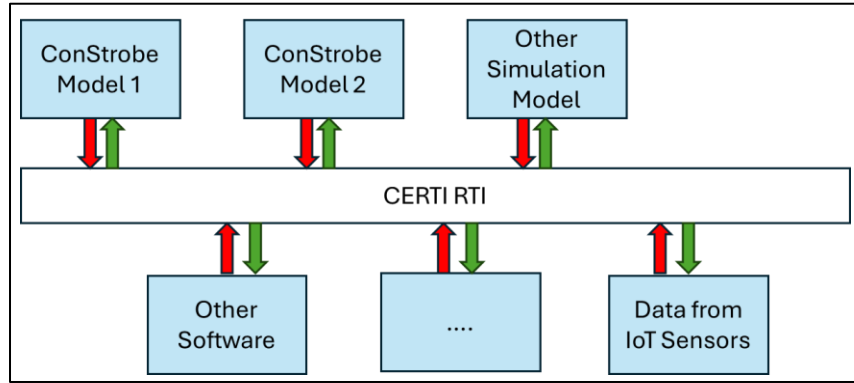 ConStrobe
Model 1
ConStrobe
Model 2
Other
Simulation
Model
CERTI RTI
Other
Software
....
Data from
IoT Sensors